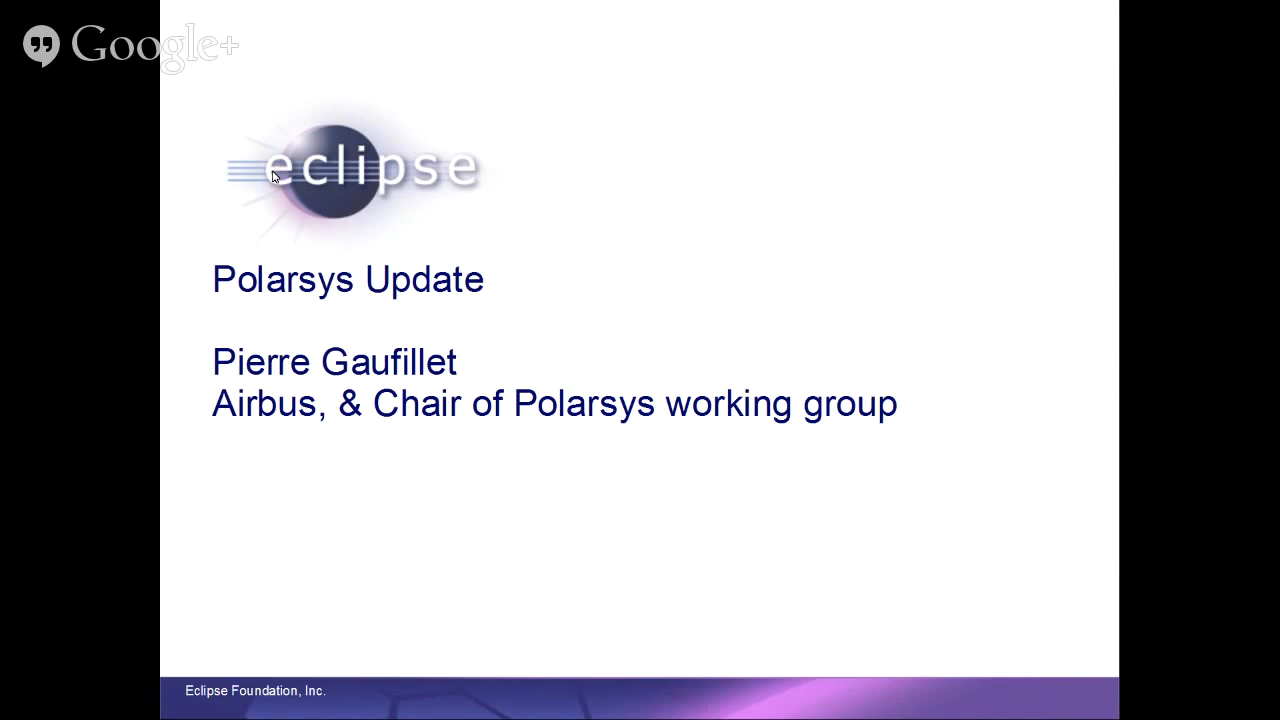 Google+
eclipse
Polarsys Update
Pierre Gaufillet
Airbus, & Chair of Polarsys working group
Eclipse Foundation, Inc.